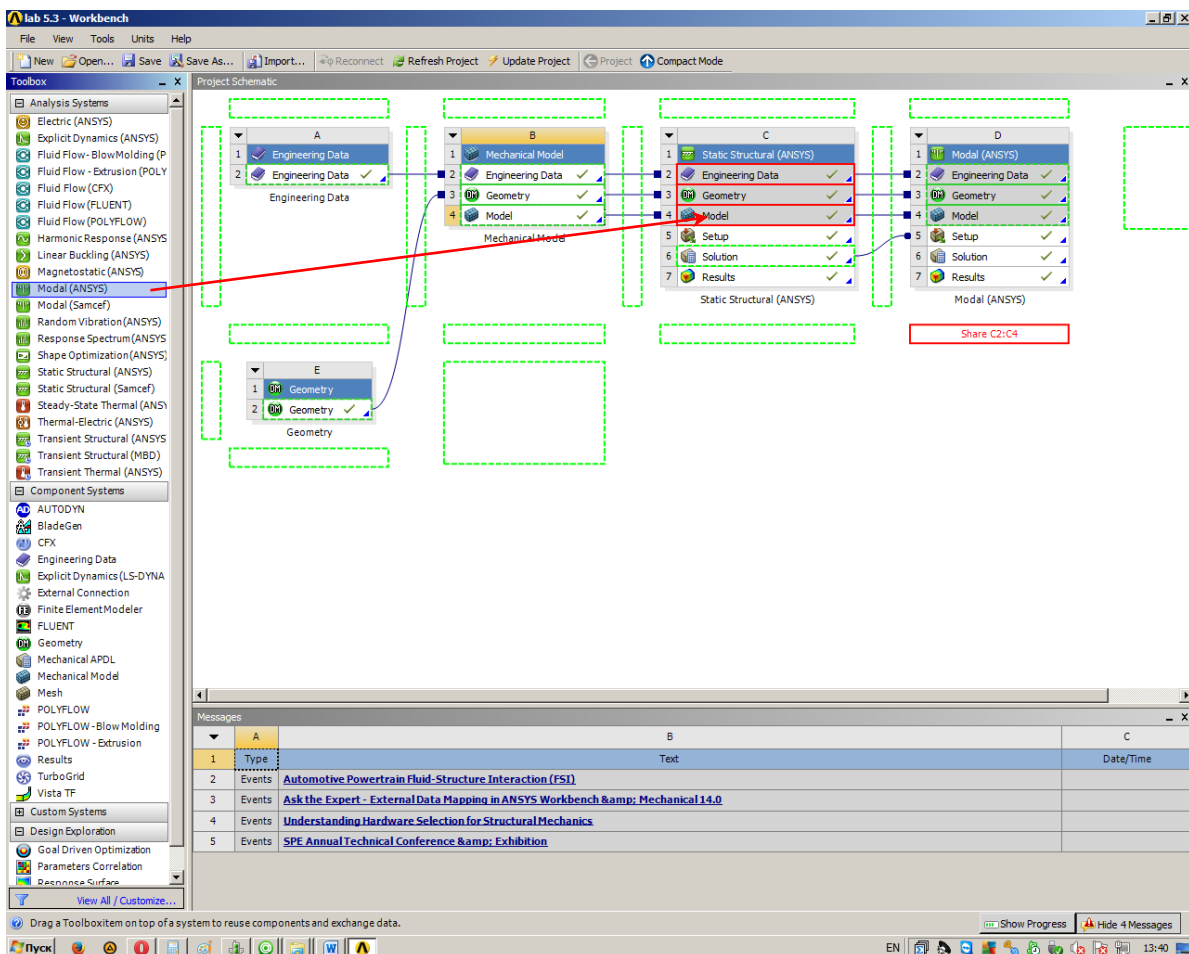 lab 5.3 - Workbench
File View Tools Units Help
New Open... Save Save As... Import... Reconnect Refresh Project Update Project Project Compact Mode
Toolbox
Analysis Systems
Electric (ANSYS)
Explicit Dynamics (ANSYS)
Fluid Flow- BlowMolding (P
Fluid Flow - Extrusion (POLY
Fluid Flow (CFX)
Fluid Flow (FLUENT)
Fluid Flow (POLYFLOW)
Harmonic Response (ANSYS
Linear Buckling (ANSYS)
Magnetostatic (ANSYS)
Modal (ANSYS)
Modal (Samcef)
Random Vibration (ANSYS)
Response Spectrum (ANSYS
Shape Optimization (ANSYS)
Static Structural (ANSYS)
Static Structural (Samcef)
Steady-State Thermal (ANSY
Thermal-Electric (ANSYS)
Transient Structural (ANSYS
Transient Structural (MBD)
Transient Thermal (ANSYS)
Component Systems
AUTODYN
BladeGen
CFX
Engineering Data
Explicit Dynamics (LS-DYNA
External Connection
Finite Element Modeler
FLUENT
Geometry
Mechanical APDL
Mechanical Model
Mesh
POLYFLOW
POLYFLOW - Blow Molding
POLYFLOW - Extrusion
Results
TurboGrid
Vista TF
Custom Systems
Design Exploration
Goal Driven Optimization
Parameters Correlation
Response Surface
View All / Customize...
Project Schematic
A
1 Engineering Data
2 Engineering Data
Engineering Data
B
1 Mechanical Model
2 Engineering Data
3 Geometry
4 Model
Mechanical Model
C
1 Static Structural (ANSYS)
2 Engineering Data
3 Geometry
4 Model
5 Setup
6 Solution
7 Results
Static Structural (ANSYS)
D
1 Modal (ANSYS)
2 Engineering Data
3 Geometry
4 Model
5 Setup
6 Solution
7 Results
Modal (ANSYS)
Share C2:C4
E
1 Geometry
2 Geometry
Geometry
Messages
A B C
1 Type Text Date/Time
2 Events Automotive Powertrain Fluid-Structure Interaction (FSI)
3 Events Ask the Expert - External Data Mapping in ANSYS Workbench &amp; Mechanical 14.0
4 Events Understanding Hardware Selection for Structural Mechanics
5 Events SPE Annual Technical Conference &amp; Exhibition
Drag a Toolbox item on top of a system to reuse components and exchange data.
Show Progress Hide 4 Messages
Пуск EN 13:40